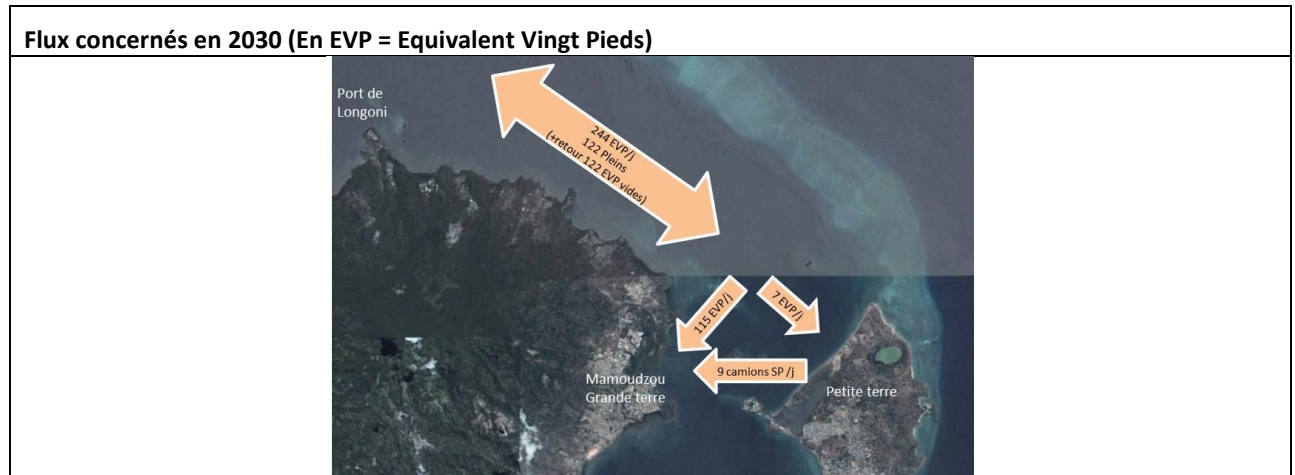 Flux concernés en 2030 (En EVP = Equivalent Vingt Pieds)
Port de
Longoni
244 EVP/j
122 Pleins
(+retour 122 EVP vides)
115 EVP/j
7 EVP/j
9 camions SP /j
Mamoudzou
Grande terre
Petite terre